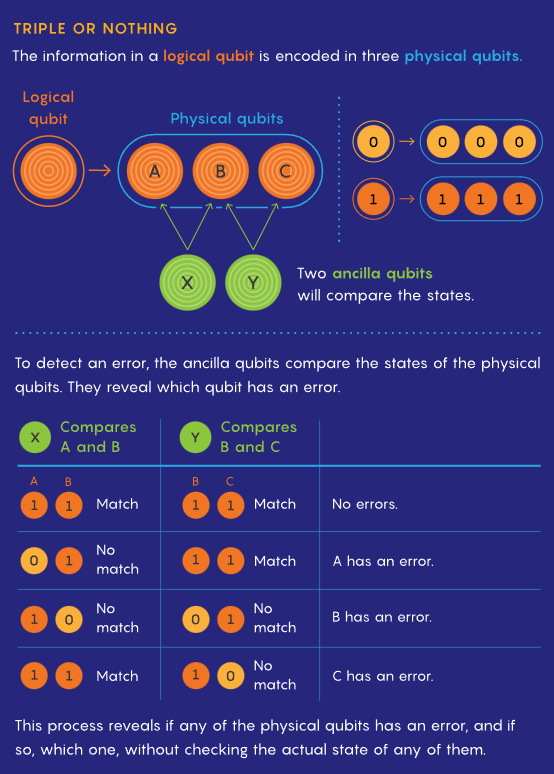 TRIPLE OR NOTHING
The information in a logical qubit is encoded in three physical qubits.
Logical
qubit
Physical qubits
A B C
0 0 0 0
1 1 1 1
X Y
Two ancilla qubits
will compare the states.
To detect an error, the ancilla qubits compare the states of the physical
qubits. They reveal which qubit has an error.
X Compares
A and B
Y Compares
B and C
A B
B C
1 1 Match 1 1 Match No errors.
0 1 No
match
1 1 Match A has an error.
1 0 No
match
0 1 No
match
B has an error.
1 1 Match 1 0 No
match
C has an error.
This process reveals if any of the physical qubits has an error, and if
so, which one, without checking the actual state of any of them.